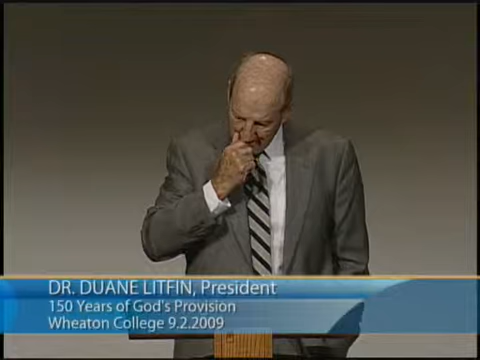 DR. DUANE LITFIN, President
150 Years of God's Provision
Wheaton College 9.2.2009